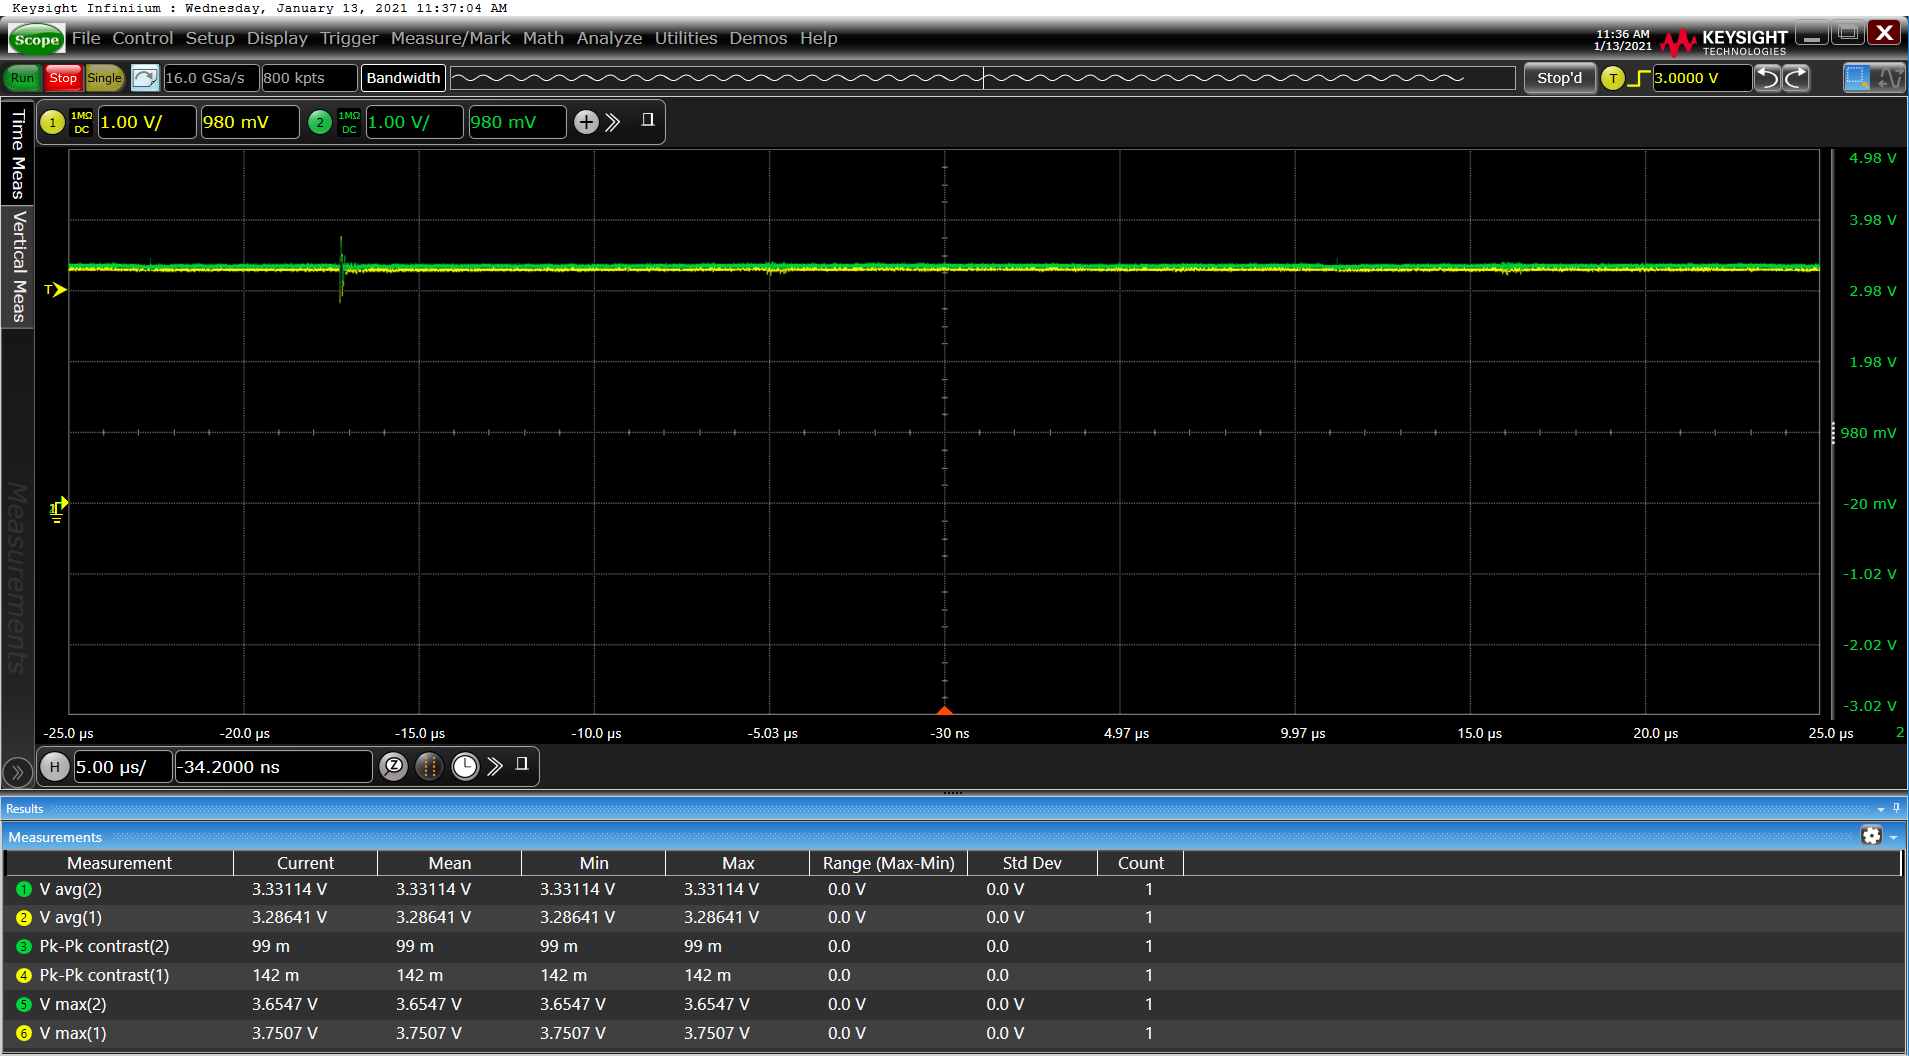 Keysight Infiniium : Wednesday, January 13, 2021 11:37:04 AM
Scope File Control Setup Display Trigger Measure/Mark Math Analyze Utilities Demos Help
11:36 AM
1/13/2021
KEYSIGHT
TECHNOLOGIES
Run Stop Single 16.0 GSa/s 800 kpts Bandwidth Stop'd T 3.0000 V
1 1MΩ DC 1.00 V/ 980 mV 2 1MΩ DC 1.00 V/ 980 mV
Time Meas
Vertical Meas
Measurements
4.98 V
3.98 V
T
2.98 V
1.98 V
980 mV
-20 mV
-1.02 V
-2.02 V
-3.02 V
-25.0 µs -20.0 µs -15.0 µs -10.0 µs -5.03 µs -30 ns 4.97 µs 9.97 µs 15.0 µs 20.0 µs 25.0 µs 2
H 5.00 µs/ -34.2000 ns Z
Results
Measurements
Measurement Current Mean Min Max Range (Max-Min) Std Dev Count
1 V avg(2) 3.33114 V 3.33114 V 3.33114 V 3.33114 V 0.0 V 0.0 V 1
2 V avg(1) 3.28641 V 3.28641 V 3.28641 V 3.28641 V 0.0 V 0.0 V 1
3 Pk-Pk contrast(2) 99 m 99 m 99 m 99 m 0.0 0.0 1
4 Pk-Pk contrast(1) 142 m 142 m 142 m 142 m 0.0 0.0 1
5 V max(2) 3.6547 V 3.6547 V 3.6547 V 3.6547 V 0.0 V 0.0 V 1
6 V max(1) 3.7507 V 3.7507 V 3.7507 V 3.7507 V 0.0 V 0.0 V 1